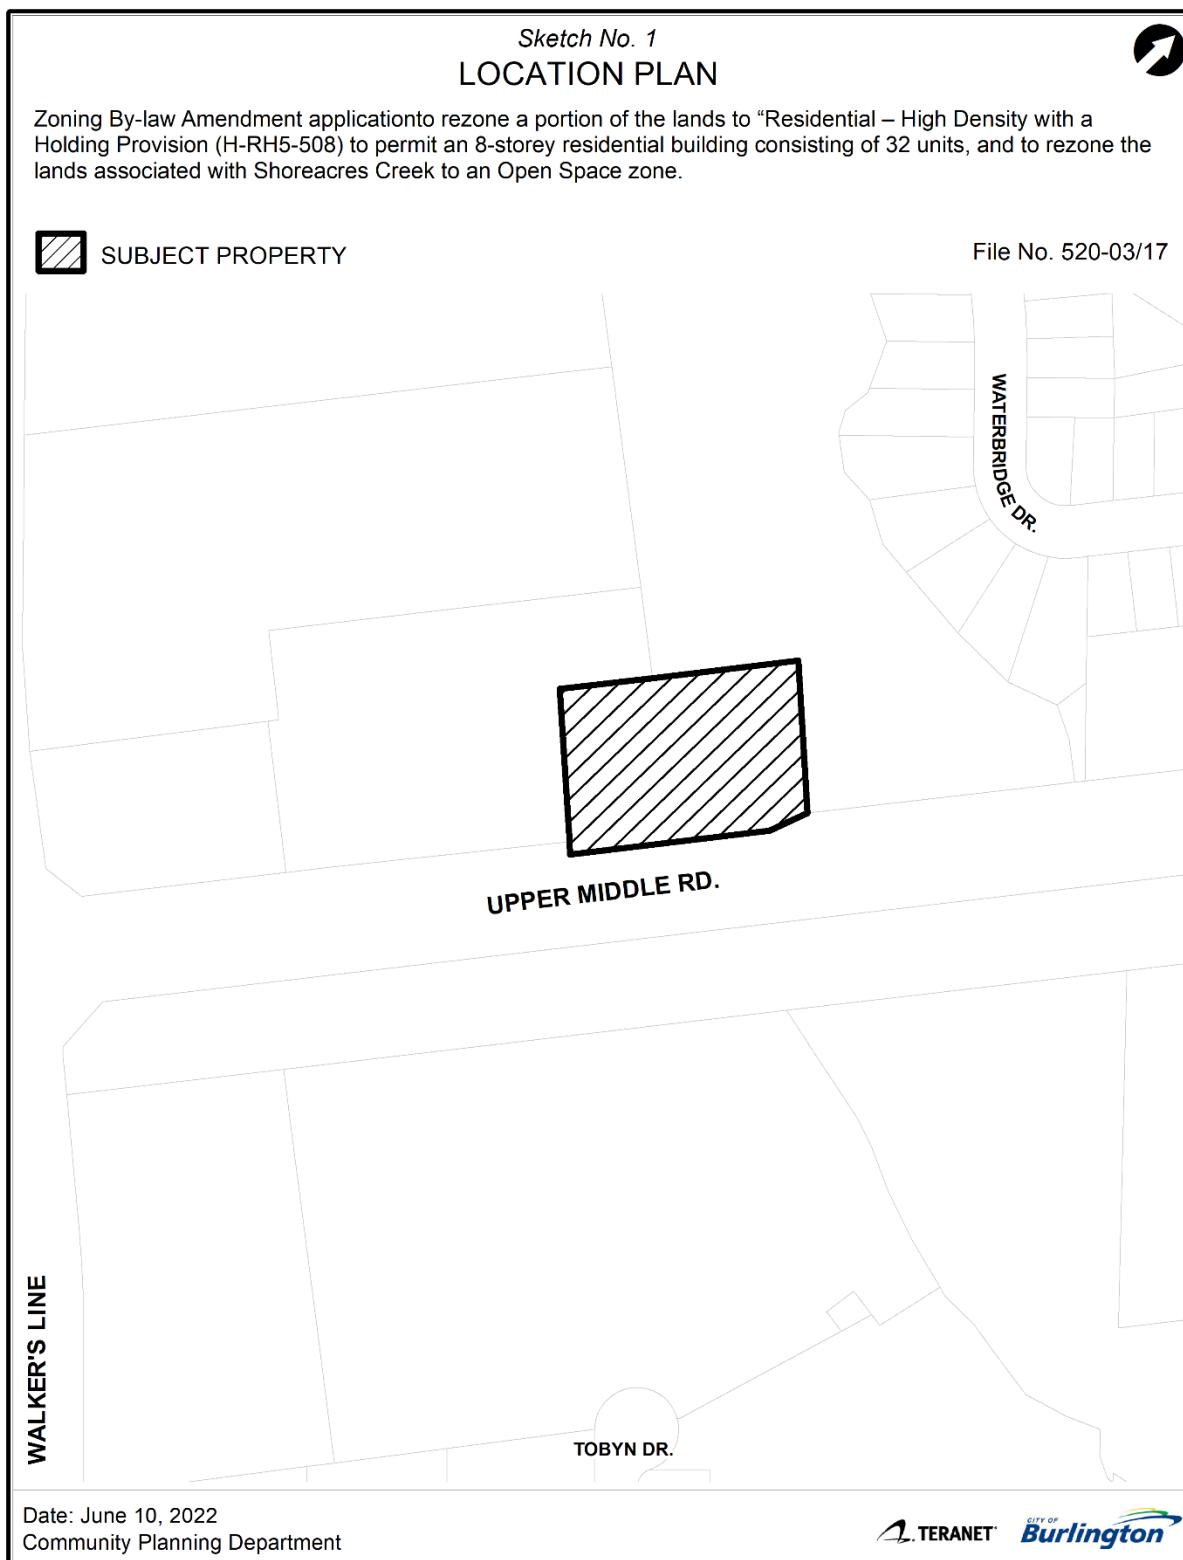 Sketch No. 1
LOCATION PLAN
Zoning By-law Amendment applicationto rezone a portion of the lands to “Residential – High Density with a
Holding Provision (H-RH5-508) to permit an 8-storey residential building consisting of 32 units, and to rezone the
lands associated with Shoreacres Creek to an Open Space zone.
SUBJECT PROPERTY
File No. 520-03/17
WATERBRIDGE DR.
UPPER MIDDLE RD.
WALKER'S LINE
TOBYN DR.
Date: June 10, 2022
Community Planning Department
TERANET
CITY OF
Burlington